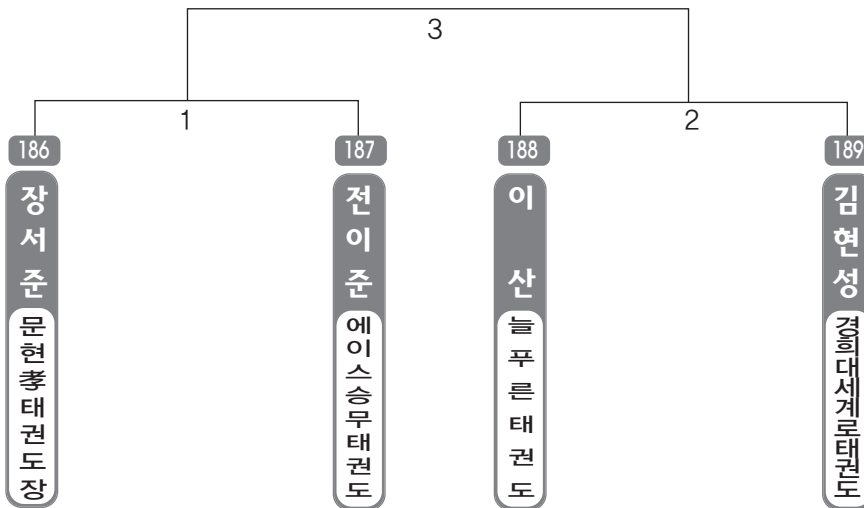 3
1
2
186
187
188
189
장서준
전이준
이 산
김현성
문현孝태권도장
에이스승무태권도
늘푸른태권도
경희대세계로태권도